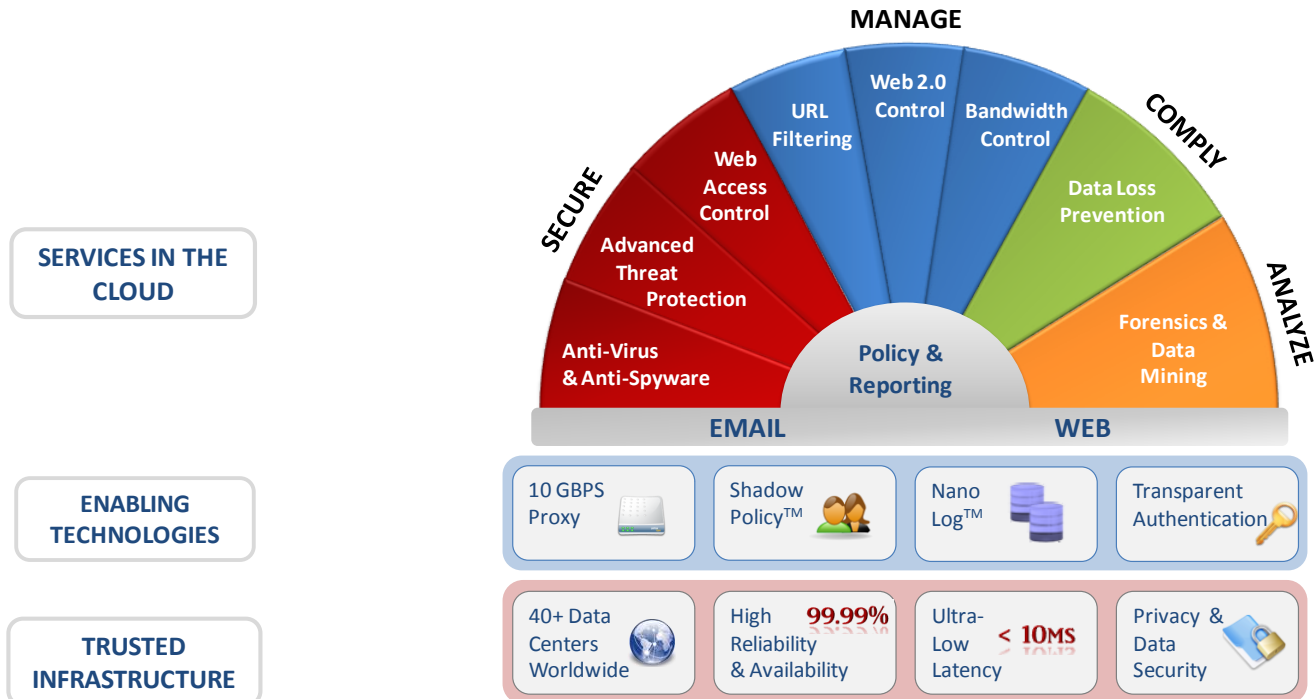 MANAGE
SECURE
COMPLY
ANALYZE
SERVICES IN THE
CLOUD
Anti-Virus
& Anti-Spyware
Advanced
Threat
Protection
Web
Access
Control
URL
Filtering
Web 2.0
Control
Bandwidth
Control
Data Loss
Prevention
Forensics &
Data
Mining
Policy &
Reporting
EMAIL
WEB
ENABLING
TECHNOLOGIES
10 GBPS
Proxy
Shadow
Policy™
Nano
Log™
Transparent
Authentication
TRUSTED
INFRASTRUCTURE
40+ Data
Centers
Worldwide
High
Reliability
& Availability
99.99%
Ultra-
Low
Latency
< 10MS
Privacy &
Data
Security